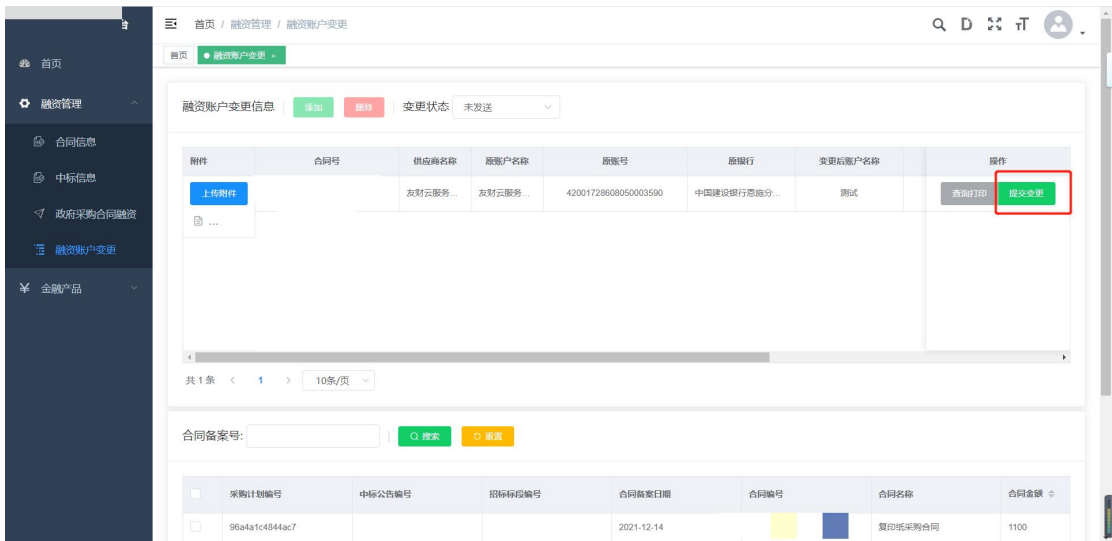 首页 / 融资管理 / 融资账户变更
首页 ● 融资账户变更 ×
首页
融资管理
合同信息
中标信息
政府采购合同融资
融资账户变更
金融产品
融资账户变更信息 添加 删除 变更状态 未发送
附件 合同号 供应商名称 原账户名称 原账号 原银行 变更后账户名称 操作
上传附件 友财云服务... 友财云服务... 42001728608050003590 中国建设银行恩施分... 测试 查询打印 提交变更
...
共 1 条 < 1 > 10条/页
合同备案号: 搜索 重置
采购计划编号 中标公告编号 招标标段编号 合同备案日期 合同编号 合同名称 合同金额
96a4a1c4844ac7 2021-12-14 复印纸采购合同 1100